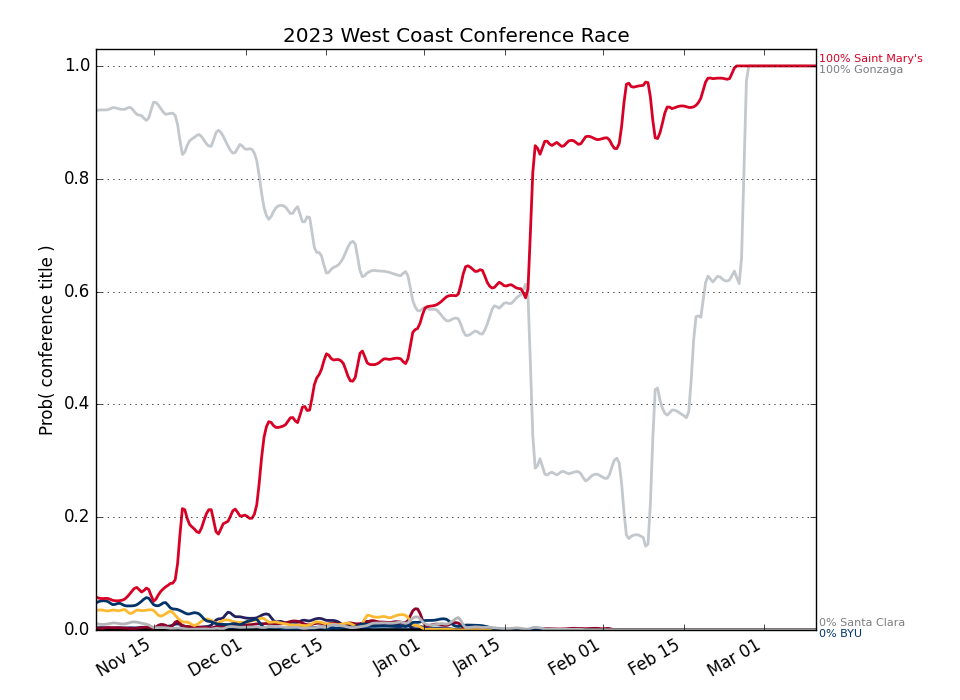 2023 West Coast Conference Race
1.0
0.8
0.6
0.4
0.2
0.0
Prob( conference title )
100% Saint Mary's
100% Gonzaga
0% Santa Clara
0% BYU
Nov 15
Dec 01
Dec 15
Jan 01
Jan 15
Feb 01
Feb 15
Mar 01